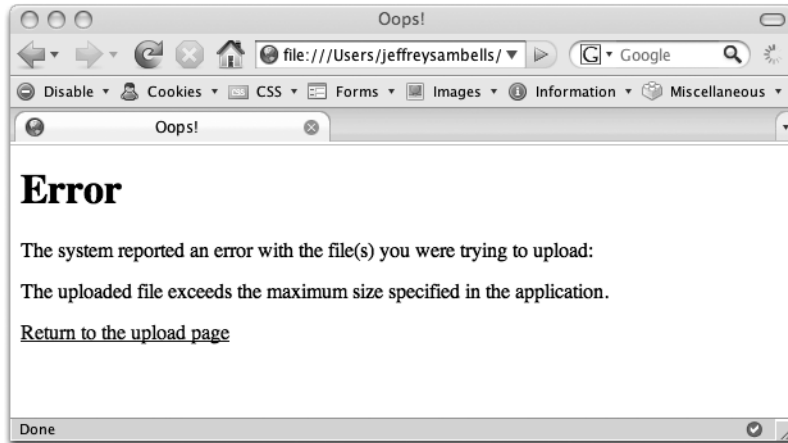 Oops!
file:///Users/jeffreysambells/ G Google
Disable Cookies CSS Forms Images Information Miscellaneous
Oops!
Error
The system reported an error with the file(s) you were trying to upload:
The uploaded file exceeds the maximum size specified in the application.
Return to the upload page
Done